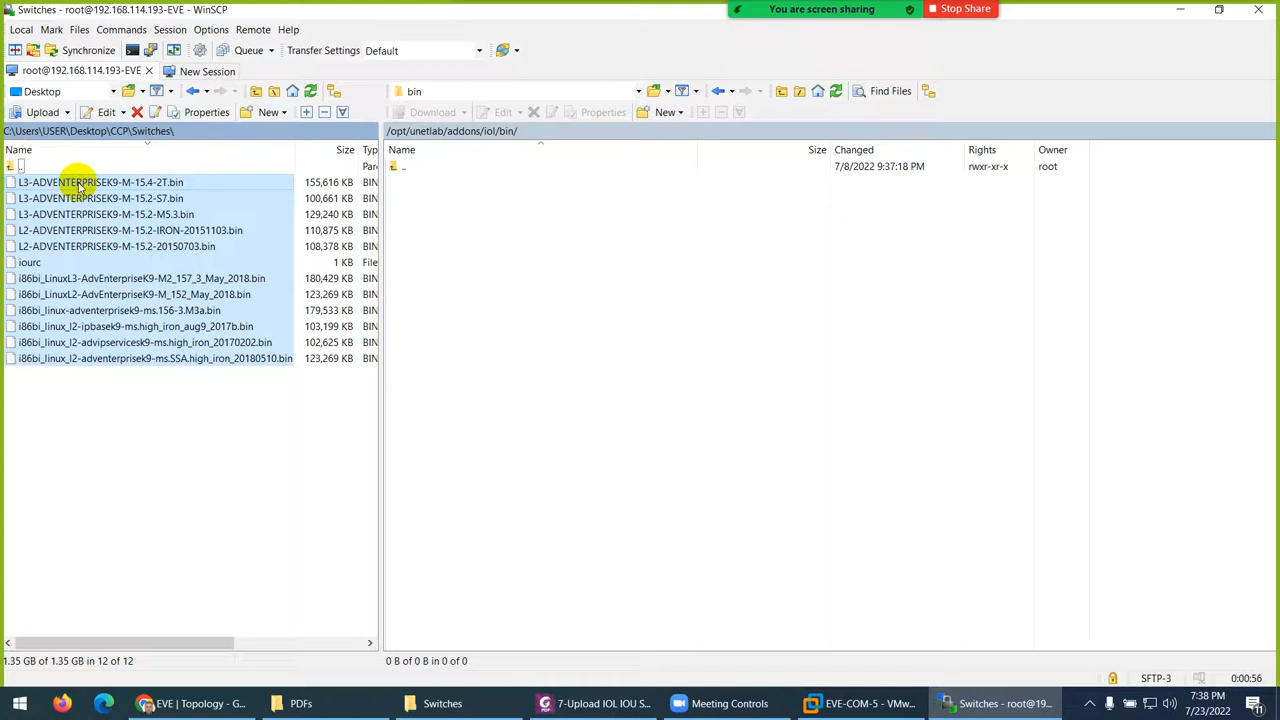 Switches - root@192.168.114.193-EVE - WinSCP
You are screen sharing
Stop Share
Local Mark Files Commands Session Options Remote Help
Synchronize Queue Transfer Settings Default
root@192.168.114.193-EVE New Session
Desktop bin Find Files
Upload Edit Properties New Download Edit Properties New
C:\Users\USER\Desktop\CCP\Switches\ /opt/unetlab/addons/iol/bin/
Name Size Typ Name Size Changed Rights Owner
.. Par .. 7/8/2022 9:37:18 PM rwxr-xr-x root
L3-ADVENTERPRISEK9-M-15.4-2T.bin 155,616 KB BIN
L3-ADVENTERPRISEK9-M-15.2-S7.bin 100,661 KB BIN
L3-ADVENTERPRISEK9-M-15.2-M5.3.bin 129,240 KB BIN
L2-ADVENTERPRISEK9-M-15.2-IRON-20151103.bin 110,875 KB BIN
L2-ADVENTERPRISEK9-M-15.2-20150703.bin 108,378 KB BIN
iourc 1 KB File
i86bi_LinuxL3-AdvEnterpriseK9-M2_157_3_May_2018.bin 180,429 KB BIN
i86bi_LinuxL2-AdvEnterpriseK9-M_152_May_2018.bin 123,269 KB BIN
i86bi_linux-adventerprisek9-ms.156-3.M3a.bin 179,533 KB BIN
i86bi_linux_l2-ipbasek9-ms.high_iron_aug9_2017b.bin 103,199 KB BIN
i86bi_linux_l2-advipservicesk9-ms.high_iron_20170202.bin 102,625 KB BIN
i86bi_linux_l2-adventerprisek9-ms.SSA.high_iron_20180510.bin 123,269 KB BIN
1.35 GB of 1.35 GB in 12 of 12 0 B of 0 B in 0 of 0
SFTP-3 0:00:56
EVE | Topology - G... PDFs Switches 7-Upload IOL IOU S... Meeting Controls EVE-COM-5 - VMw... Switches - root@19...
7:38 PM
7/23/2022
11